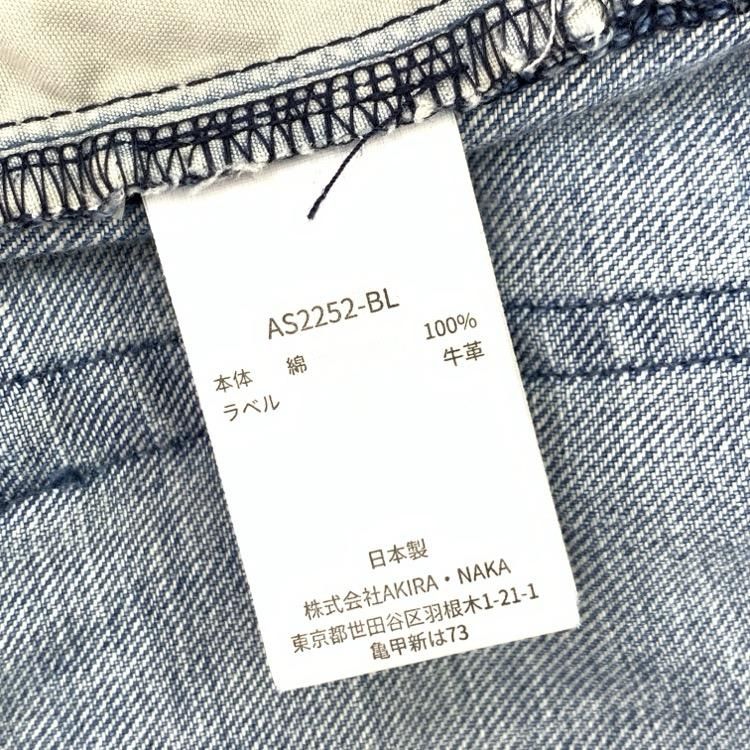 AS2252-BL
本体 綿 100%
ラベル 牛革
日本製
株式会社AKIRA・NAKA
東京都世田谷区羽根木1-21-1
亀甲新は73